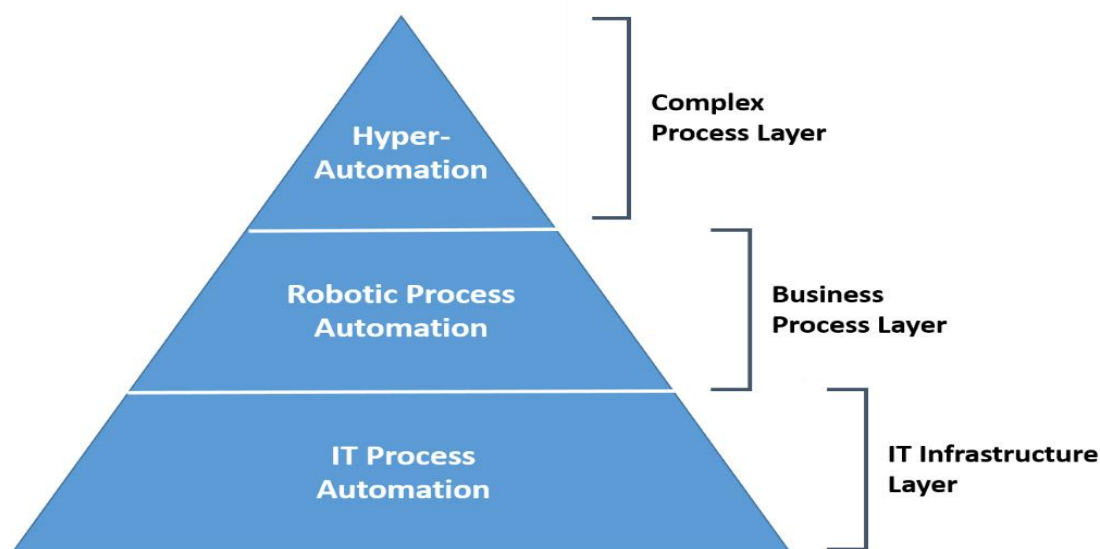 Hyper-
Automation
Complex
Process Layer
Robotic Process
Automation
Business
Process Layer
IT Process
Automation
IT Infrastructure
Layer